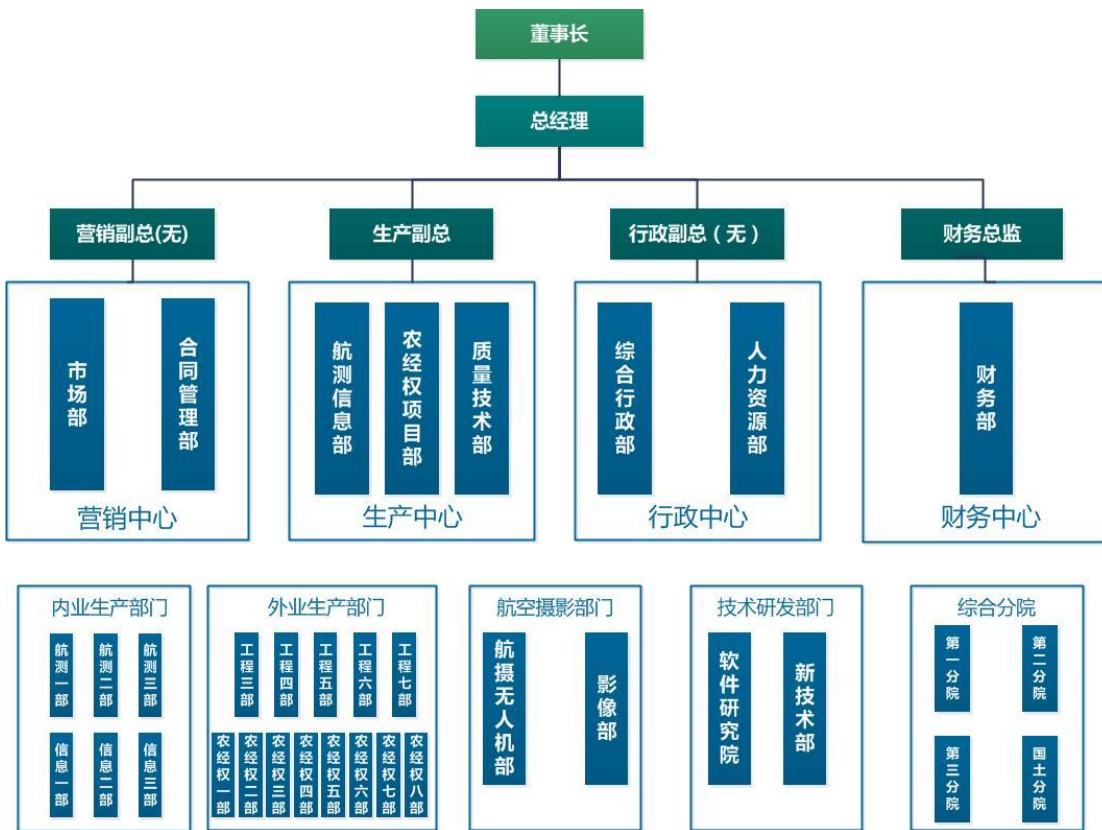 董事长
总经理
营销副总(无)
生产副总
行政副总（无）
财务总监
市场部
合同管理部
营销中心
航测信息部
农经权项目部
质量技术部
生产中心
综合行政部
人力资源部
行政中心
财务部
财务中心
内业生产部门
航测一部
航测二部
航测三部
信息一部
信息二部
信息三部
外业生产部门
工程三部
工程四部
工程五部
工程六部
工程七部
农经权一部
农经权二部
农经权三部
农经权四部
农经权五部
农经权六部
农经权七部
农经权八部
航空摄影部门
航摄无人机部
影像部
技术研发部门
软件研究院
新技术部
综合分院
第一分院
第二分院
第三分院
国土分院